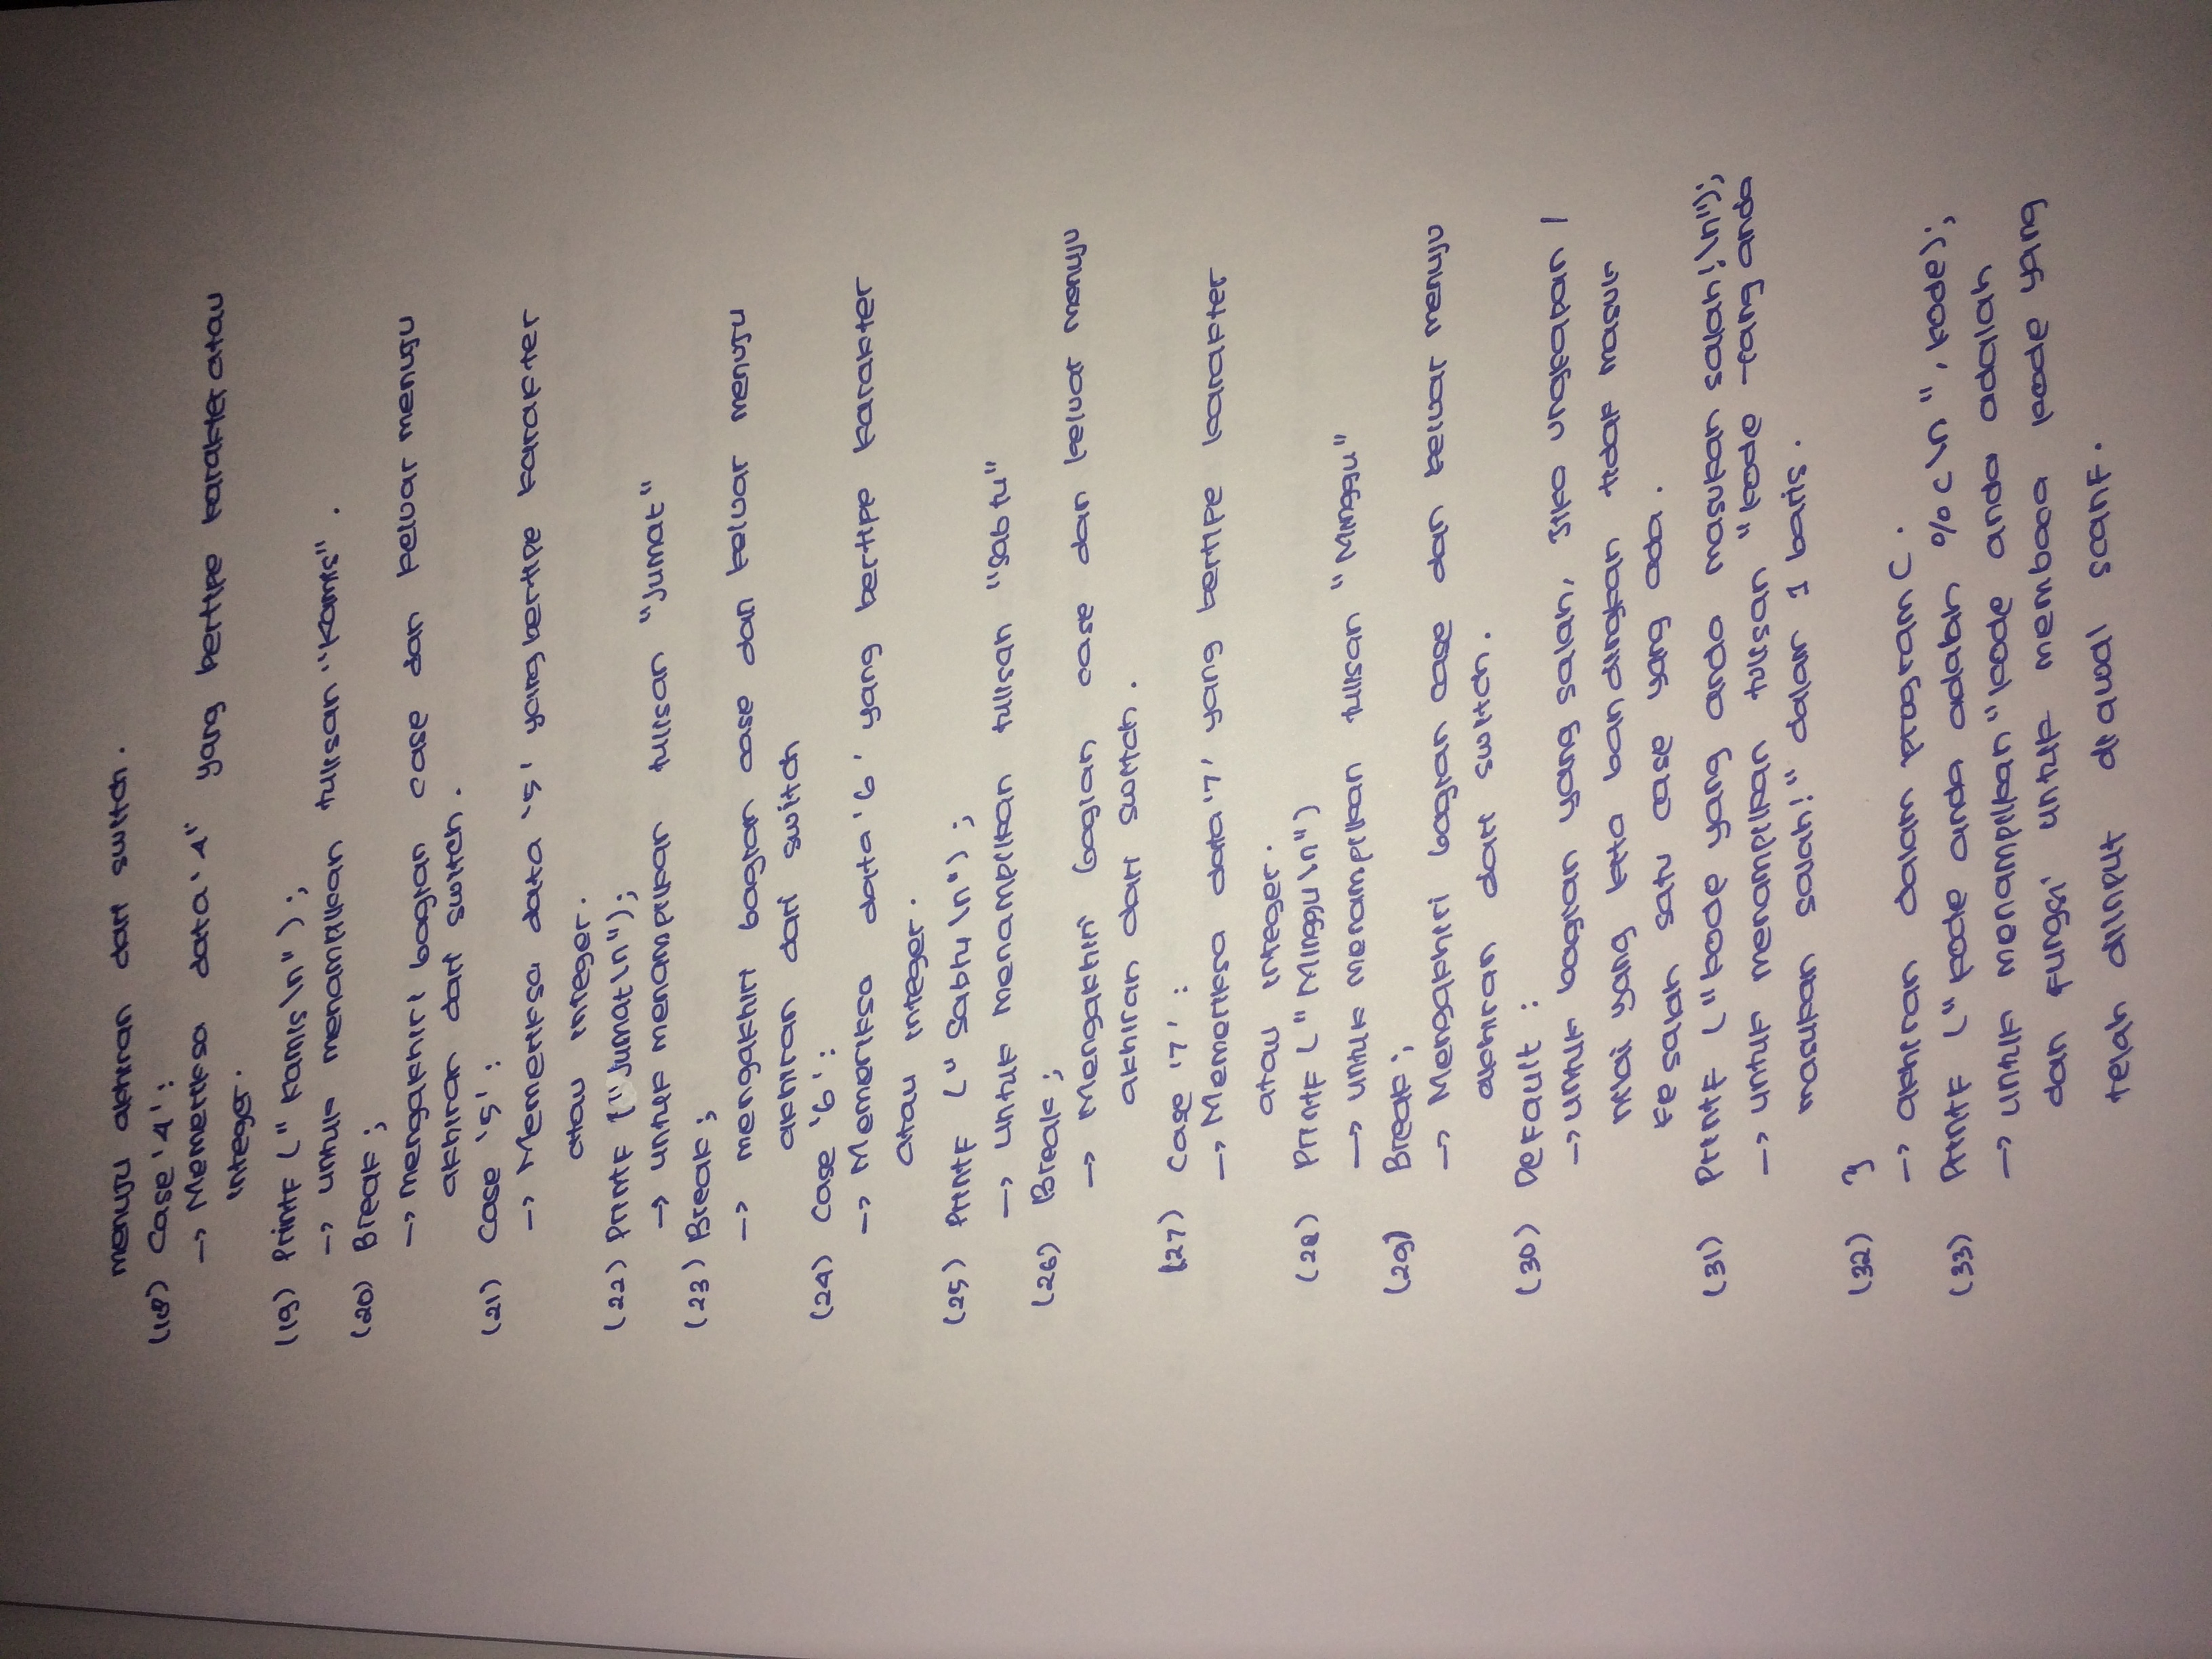 menuju akhiran dari switch.
(18) Case '4':
-> Memeriksa data '4" yang bertipe karakter atau
integer.
(19) Printf (" Kamis\n" ) ;
-> untuk menampilkan tulisan "Kamis" .
(20) Break ;
-> mengakhiri bagian case dan keluar menuju
akhiran dari switch .
(21) Case '5' :
-> Memeriksa data '5' yang bertipe karakter
atau integer.
(22) Printf ("Jumat\n");
-> untuk menampilkan tulisan "Jumat"
(23) Break ;
-> mengakhiri bagian case dan keluar menuju
akhiran dari switch
(24) Case '6' :
-> Memeriksa data '6' yang bertipe karakter
atau integer.
(25) Printf (" Sabtu \n") ;
-> untuk menampilkan tulisan "Sabtu"
(26) Break ;
-> Mengakhiri bagian case dan keluar menuju
akhiran dari switch .
(27) Case '7' :
-> Memeriksa data '7' yang bertipe karakter
atau integer.
(28) Printf (" Minggu\n")
-> untuk menampilkan tulisan "Minggu"
(29) Break ;
-> Mengakhiri bagian case dan keluar menuju
akhiran dari switch.
(30) Default :
-> untuk bagian yang salah, Jika ungkapan /
nilai yang kita bandingkan tidak masuk
ke salah satu case yang ada.
(31) Printf ("kode yang anda masukan salah!\n");
-> untuk menampilkan tulisan "kode yang anda
masukan salah!" dalam 1 baris .
(32) }
-> akhiran dalam program C .
(33) Printf ("kode anda adalah %c\n ", kode);
-> untuk menampilkan "kode anda adalah
dan fungsi untuk membaca kode yang
telah diinput di awal scanf.